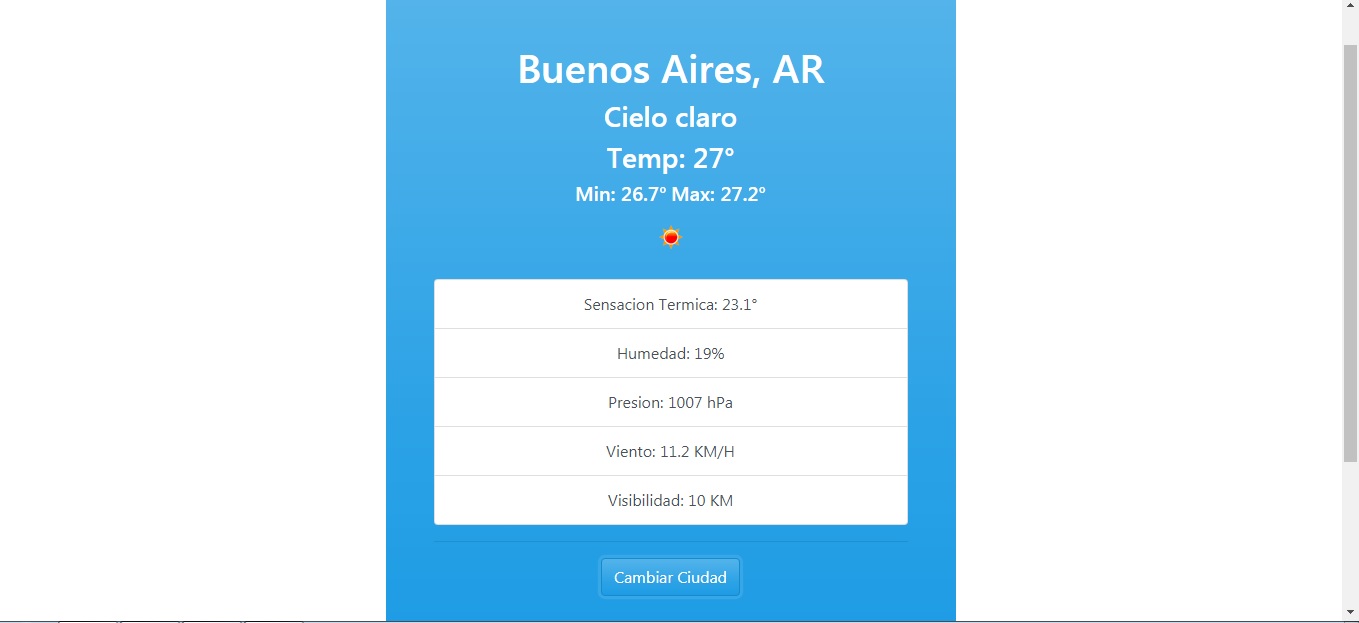 Buenos Aires, AR
Cielo claro
Temp: 27°
Min: 26.7° Max: 27.2°
Sensacion Termica: 23.1°
Humedad: 19%
Presion: 1007 hPa
Viento: 11.2 KM/H
Visibilidad: 10 KM
Cambiar Ciudad